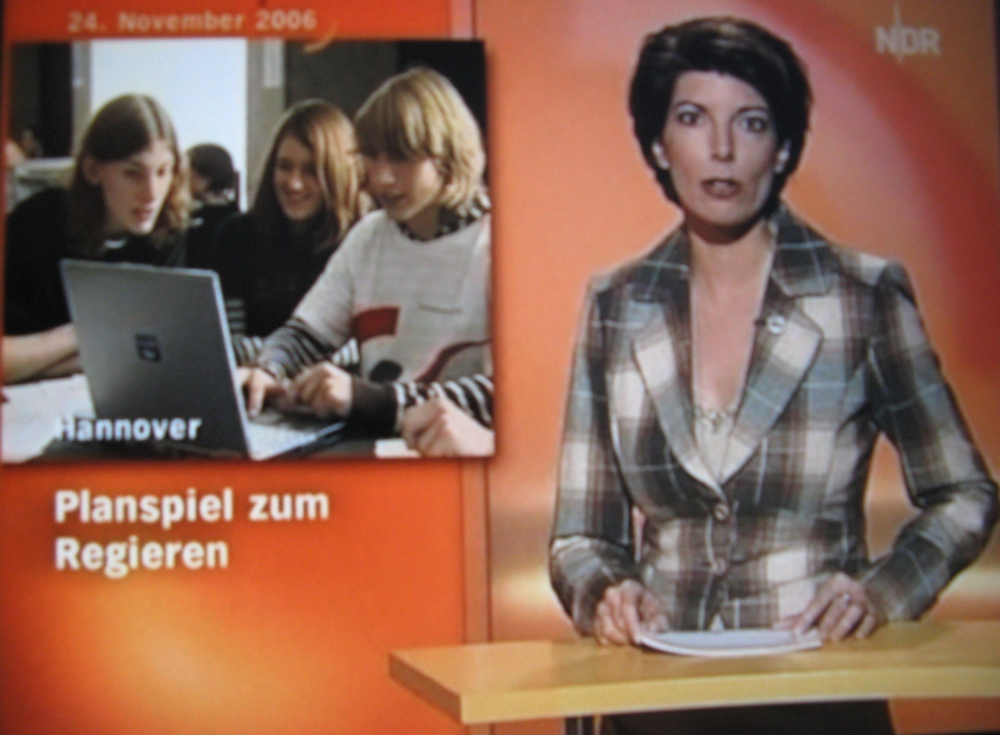 24. November 2006
NDR
Hannover
Planspiel zum
Regieren